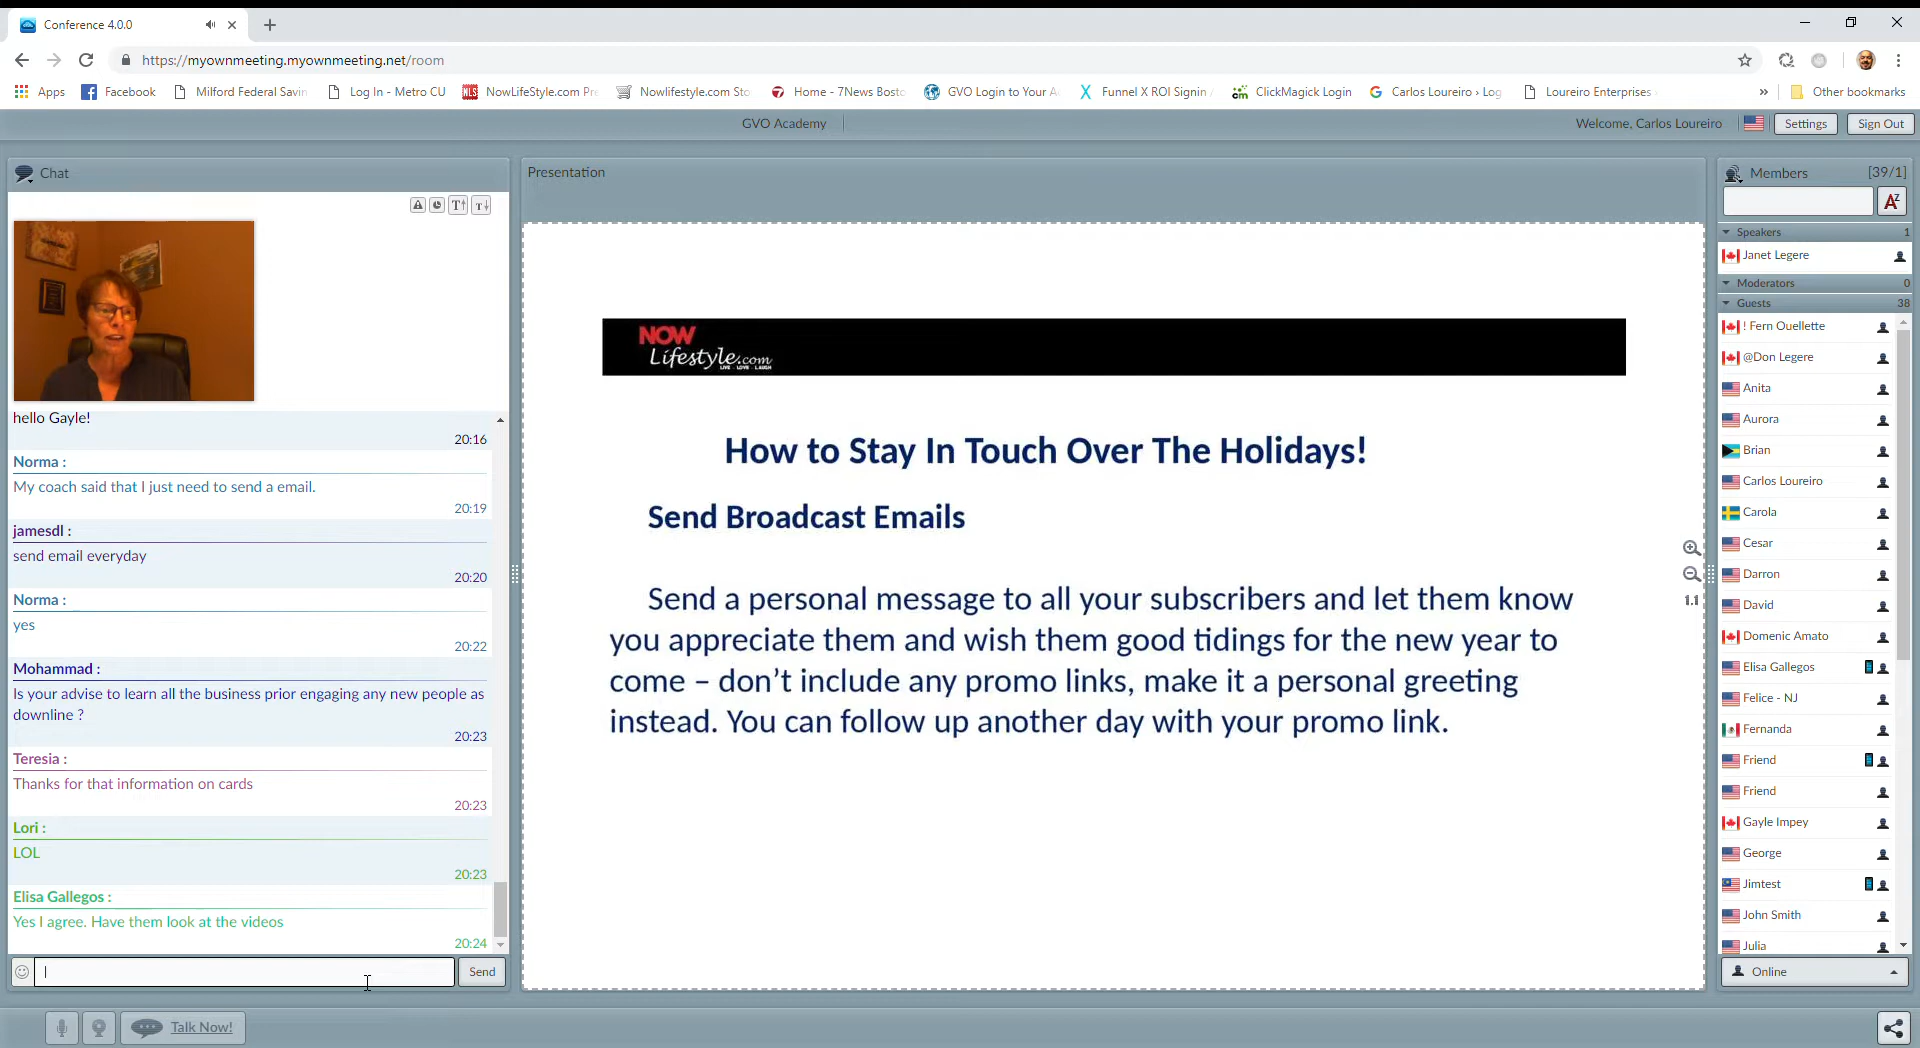 Conference 4.0.0
https://myownmeeting.myownmeeting.net/room
Apps
Facebook
Milford Federal Savin
Log In - Metro CU
NLS
NowLifeStyle.com Pre
Nowlifestyle.com Sto
Home - 7News Bosto
GVO Login to Your A
Funnel X ROI Signin
cm
ClickMagick Login
Carlos Loureiro › Log
Loureiro Enterprises
»
Other bookmarks
GVO Academy
Welcome, Carlos Loureiro
Settings
Sign Out
Chat
hello Gayle!
20:16
Norma :
My coach said that I just need to send a email.
20:19
jamesdl :
send email everyday
20:20
Norma :
yes
20:22
Mohammad :
Is your advise to learn all the business prior engaging any new people as
downline ?
20:23
Teresia :
Thanks for that information on cards
20:23
Lori :
LOL
20:23
Elisa Gallegos :
Yes I agree. Have them look at the videos
20:24
Send
Talk Now!
Presentation
NOW
Lifestyle.com
LIVE · LOVE · LAUGH
How to Stay In Touch Over The Holidays!
Send Broadcast Emails
Send a personal message to all your subscribers and let them know
you appreciate them and wish them good tidings for the new year to
come – don’t include any promo links, make it a personal greeting
instead. You can follow up another day with your promo link.
1.1
Members [39/1]
AZ
Speakers 1
Janet Legere
Moderators 0
Guests 38
! Fern Ouellette
@Don Legere
Anita
Aurora
Brian
Carlos Loureiro
Carola
Cesar
Darron
David
Domenic Amato
Elisa Gallegos
Felice - NJ
Fernanda
Friend
Friend
Gayle Impey
George
Jimtest
John Smith
Julia
Online